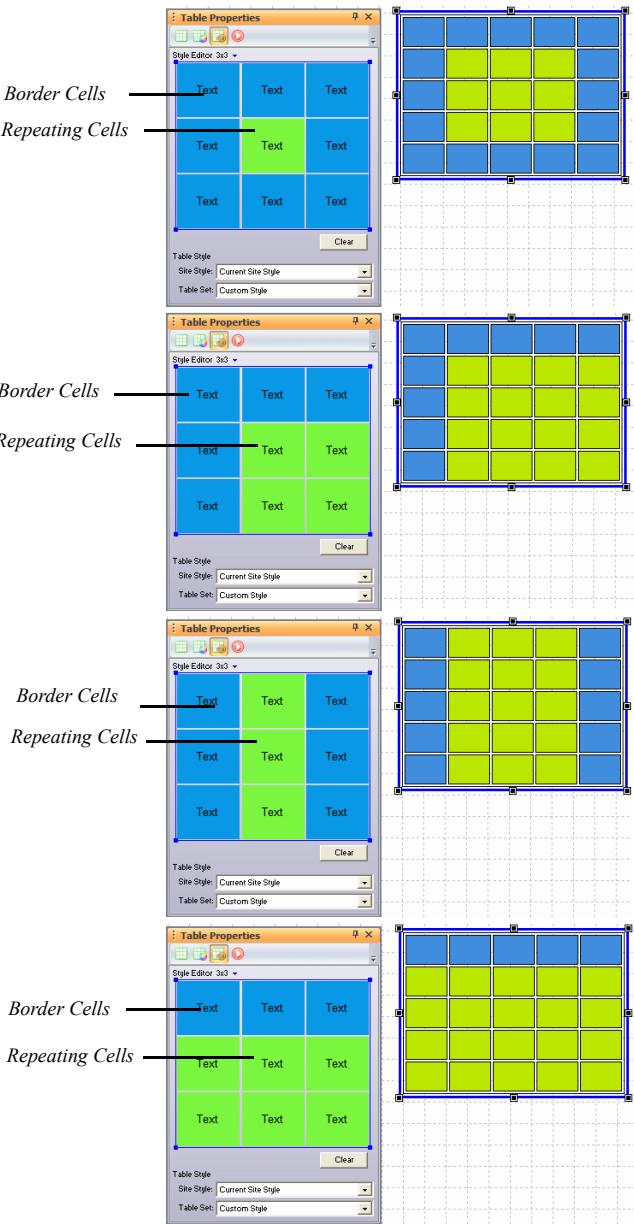 Table Properties
Style Editor 3x3
Border Cells
Text Text Text
Repeating Cells
Text Text Text
Text Text Text
Clear
Table Style
Site Style: Current Site Style
Table Set: Custom Style
Table Properties
Style Editor 3x3
Border Cells
Text Text Text
Repeating Cells
Text Text Text
Text Text Text
Clear
Table Style
Site Style: Current Site Style
Table Set: Custom Style
Table Properties
Style Editor 3x3
Border Cells
Text Text Text
Repeating Cells
Text Text Text
Text Text Text
Clear
Table Style
Site Style: Current Site Style
Table Set: Custom Style
Table Properties
Style Editor 3x3
Border Cells
Text Text Text
Repeating Cells
Text Text Text
Text Text Text
Clear
Table Style
Site Style: Current Site Style
Table Set: Custom Style